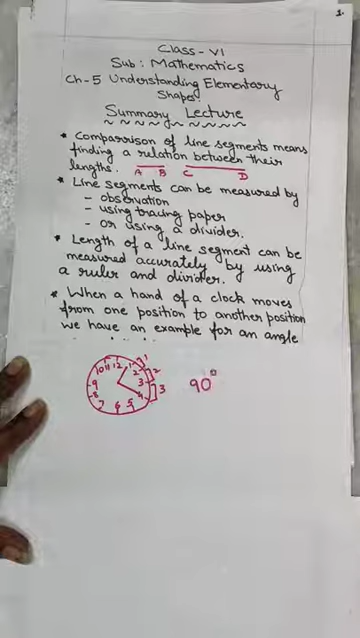 1.
Class - VI
Sub : Mathematics
Ch-5 Understanding Elementary
Shapes.
Summary Lecture
* Comparrison of line segments means
finding a relation between their
lengths. A B C D
* Line segments can be measured by
- observation
- using tracing paper
- or using a divider.
* Length of a line segment can be
measured accurately by using
a ruler and divider.
* When a hand of a clock moves
from one position to another position
we have an example for an angle
10 11 12 1 2 3 4 5 6 7 8 9
1
2
3
90°